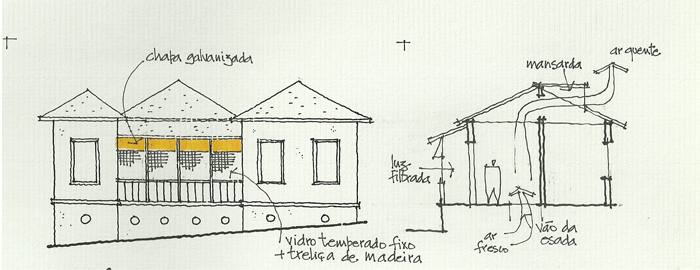 chapa galvanizada
vidro temperado fixo
+ treliça de madeira
mansarda
ar quente
luz
filtrada
ar
fresco
vão da
escada